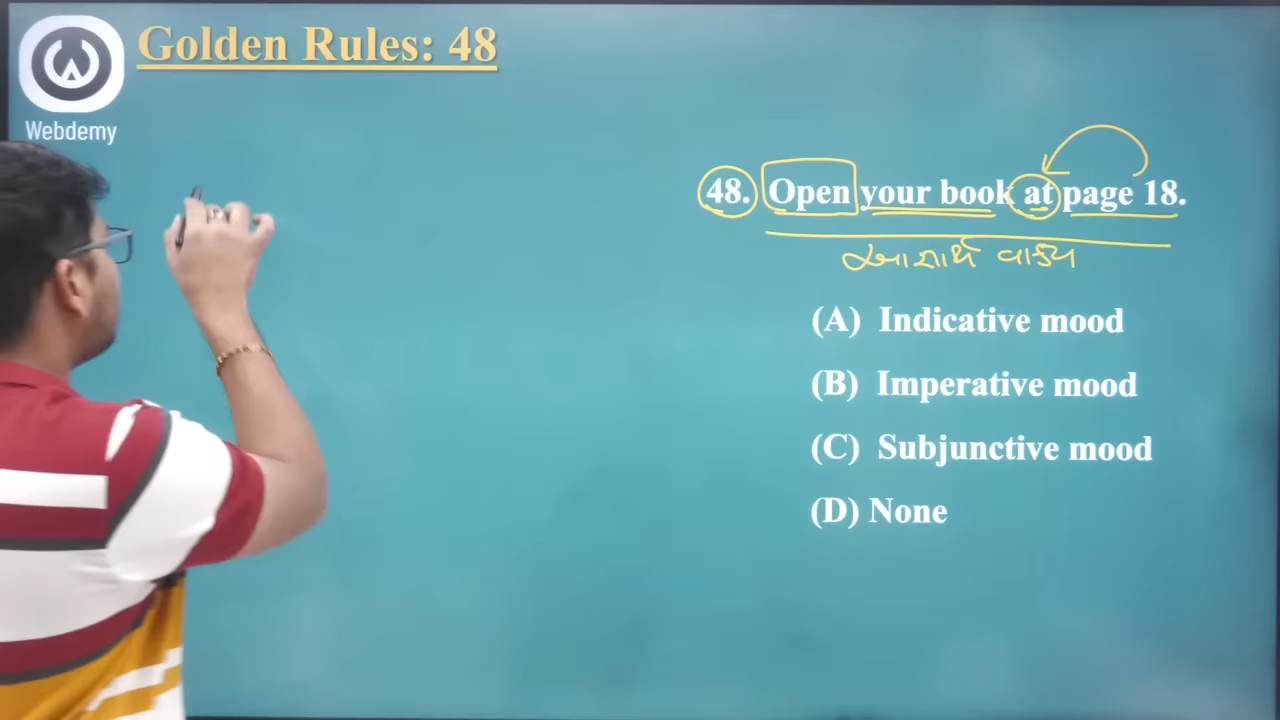 Golden Rules: 48
Webdemy
48. Open your book at page 18.
આજ્ઞાર્થ વાક્ય
(A) Indicative mood
(B) Imperative mood
(C) Subjunctive mood
(D) None